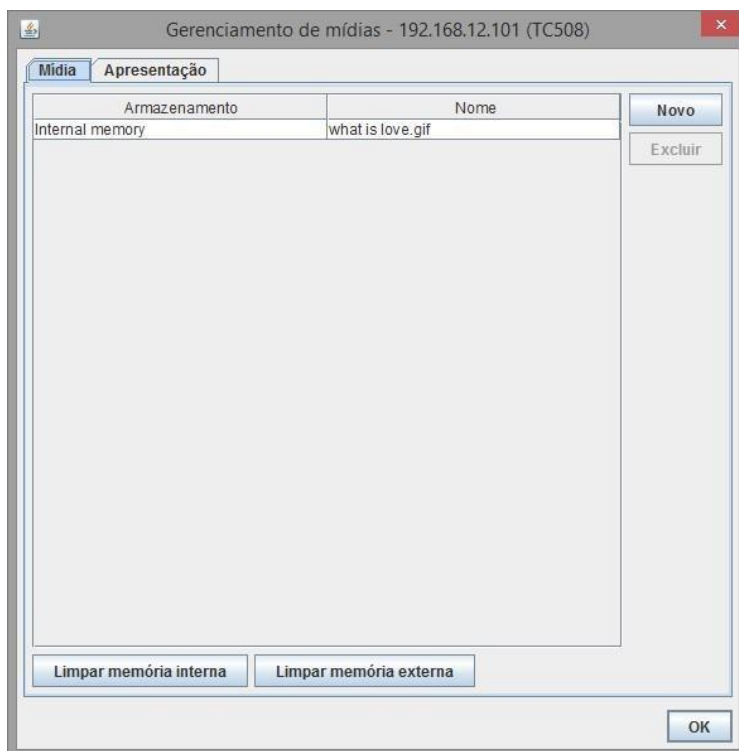 Gerenciamento de mídias - 192.168.12.101 (TC508)
Mídia Apresentação
Armazenamento Nome Novo
Internal memory what is love.gif
Excluir
Limpar memória interna Limpar memória externa
OK